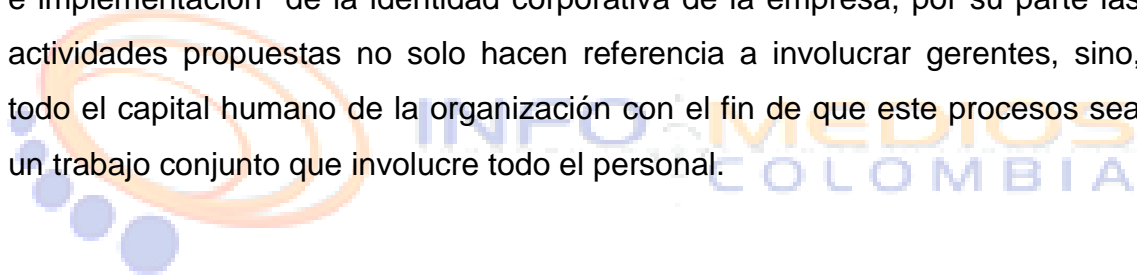 e implementación de la identidad corporativa de la empresa; por su parte las
actividades propuestas no solo hacen referencia a involucrar gerentes, sino,
todo el capital humano de la organización con el fin de que este procesos sea
un trabajo conjunto que involucre todo el personal.
INFO MEDIOS
COLOMBIA